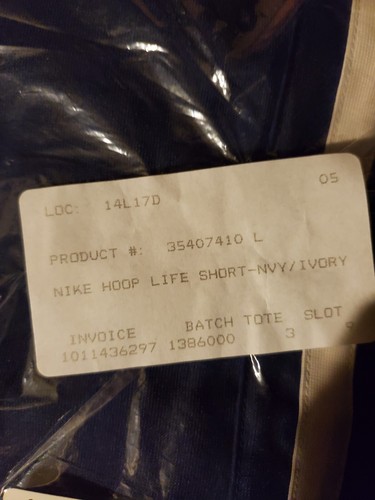 LOC: 14L17D 05
PRODUCT #: 35407410 L
NIKE HOOP LIFE SHORT-NVY/IVORY
INVOICE BATCH TOTE SLOT
1011436297 1386000 3